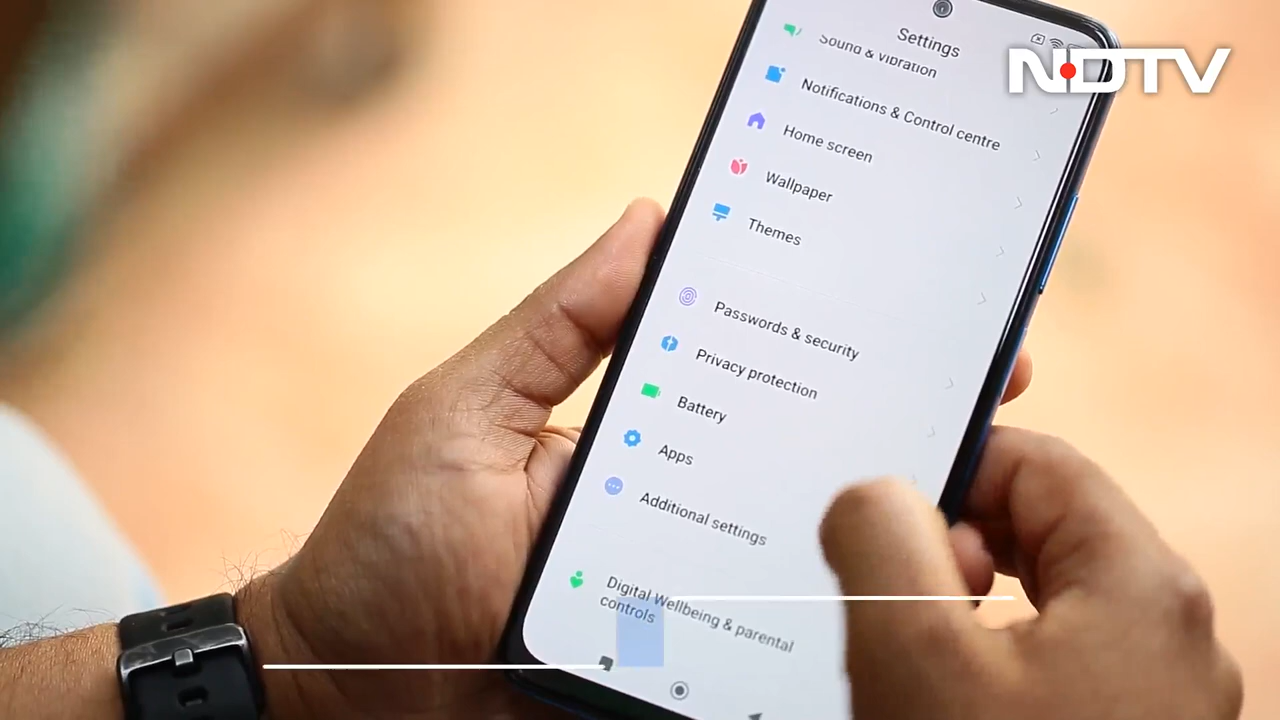 NDTV
Settings
Sound & vibration
Notifications & Control centre
Home screen
Wallpaper
Themes
Passwords & security
Privacy protection
Battery
Apps
Additional settings
Digital Wellbeing & parental
controls